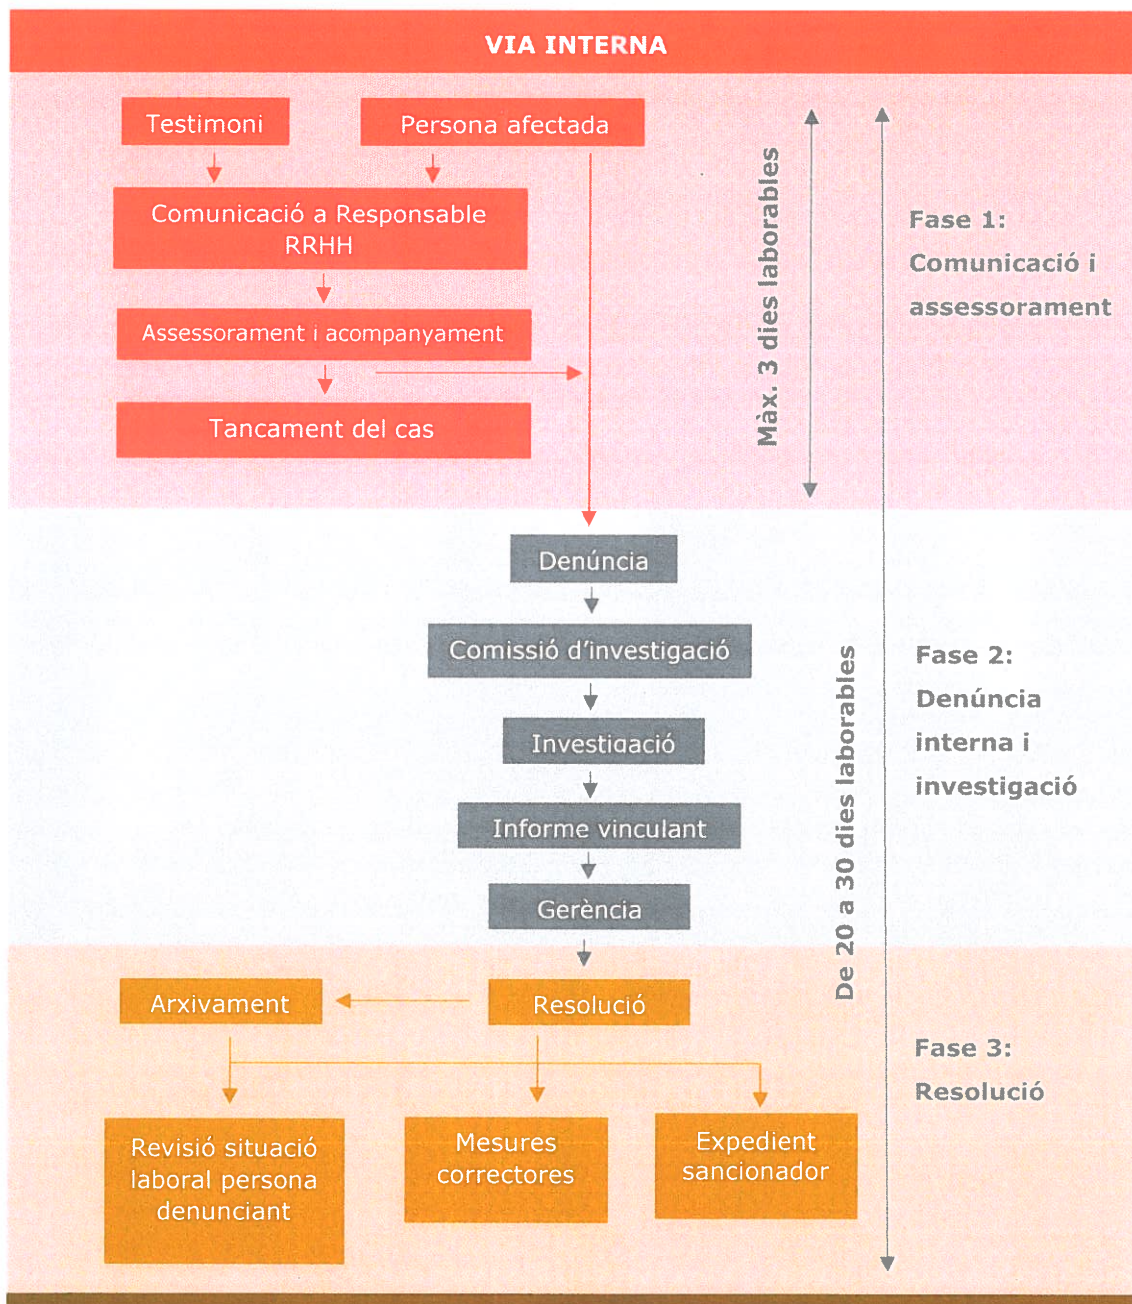 VIA INTERNA
Testimoni
Persona afectada
Comunicació a Responsable
RRHH
Assessorament i acompanyament
Tancament del cas
Màx. 3 dies laborables
Fase 1:
Comunicació i
assessorament
Denúncia
Comissió d'investigació
Investigació
Informe vinculant
Gerència
De 20 a 30 dies laborables
Fase 2:
Denúncia
interna i
investigació
Arxivament
Resolució
Fase 3:
Resolució
Revisió situació
laboral persona
denunciant
Mesures
correctores
Expedient
sancionador